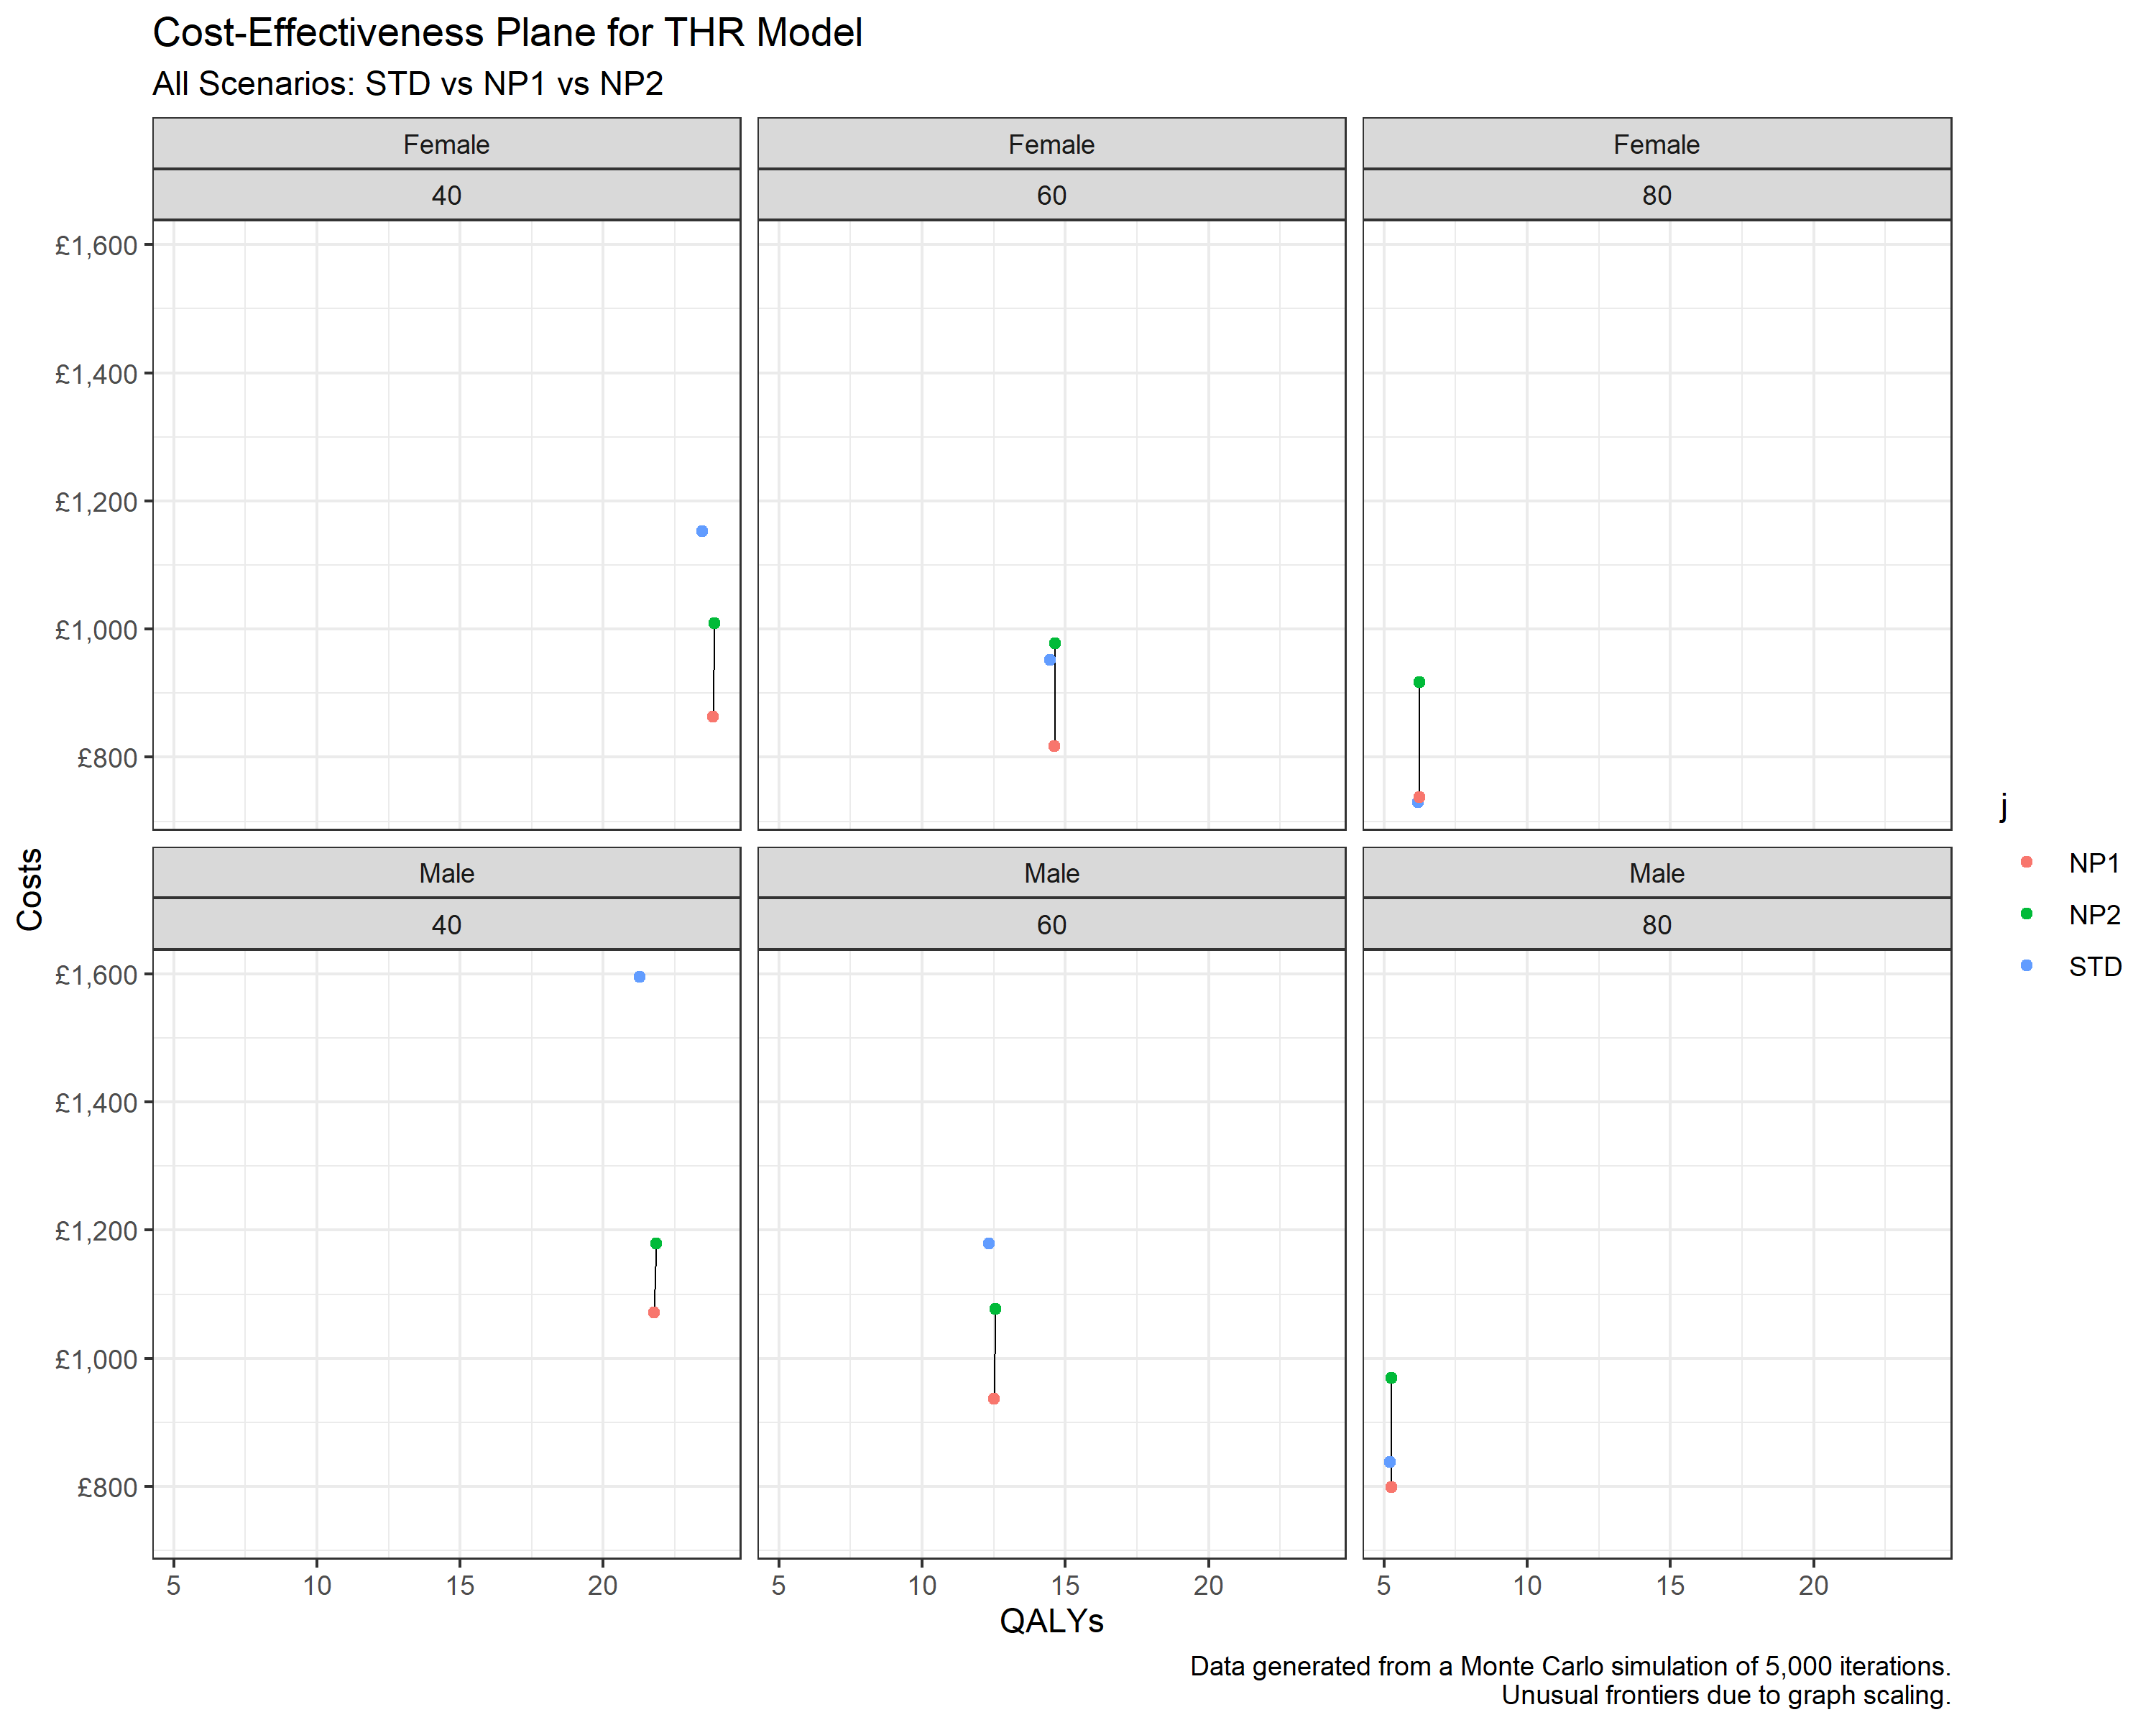 Cost-Effectiveness Plane for THR Model
All Scenarios: STD vs NP1 vs NP2
Female
Female
Female
40
60
80
£1,600
£1,400
£1,200
£1,000
£800
Male
Male
Male
40
60
80
£1,600
£1,400
£1,200
£1,000
£800
Costs
5
10
15
20
5
10
15
20
5
10
15
20
QALYs
j
NP1
NP2
STD
Data generated from a Monte Carlo simulation of 5,000 iterations.
Unusual frontiers due to graph scaling.